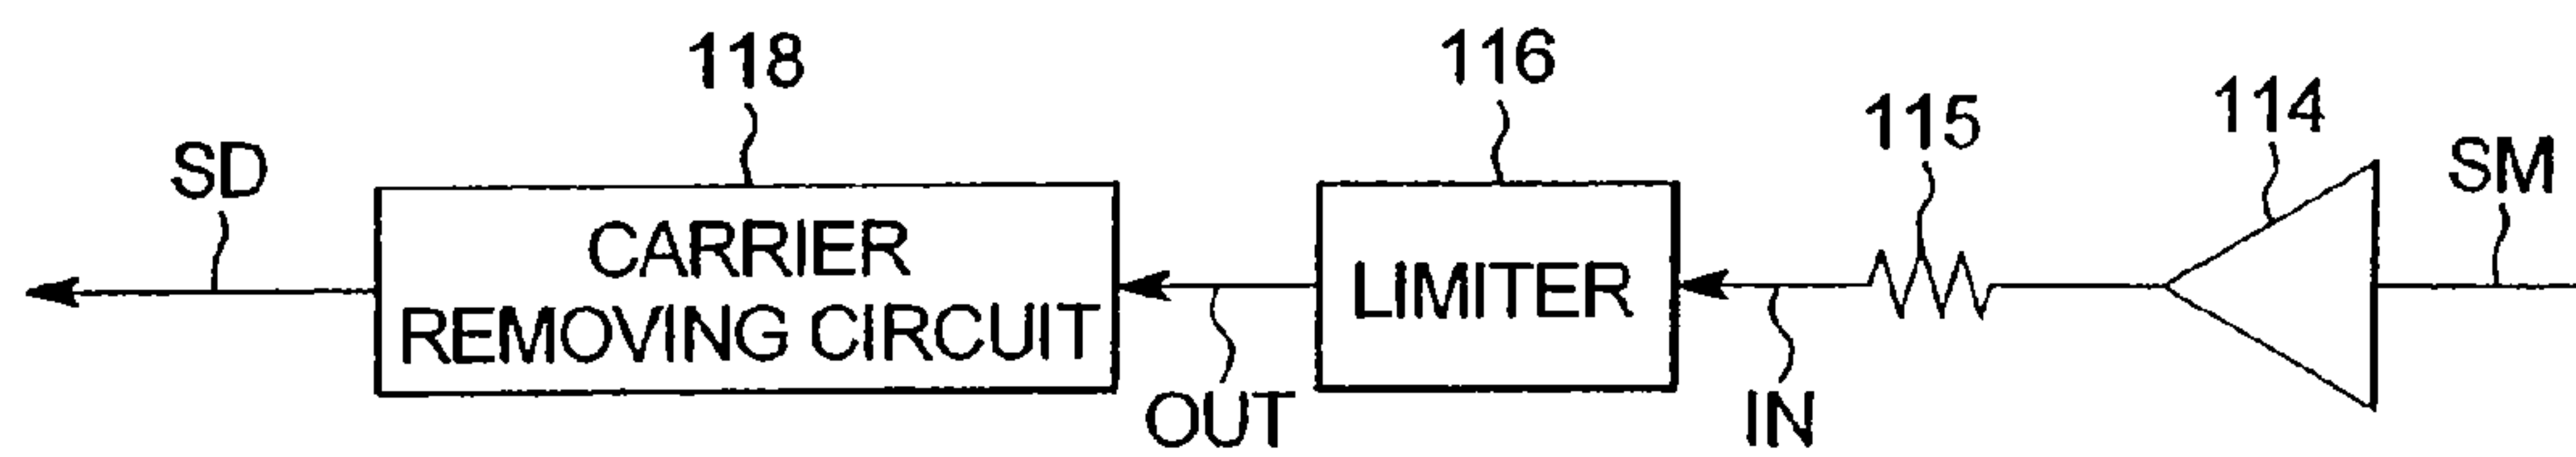 118
116
115
114
SD
SM
CARRIER
REMOVING CIRCUIT
LIMITER
OUT
IN